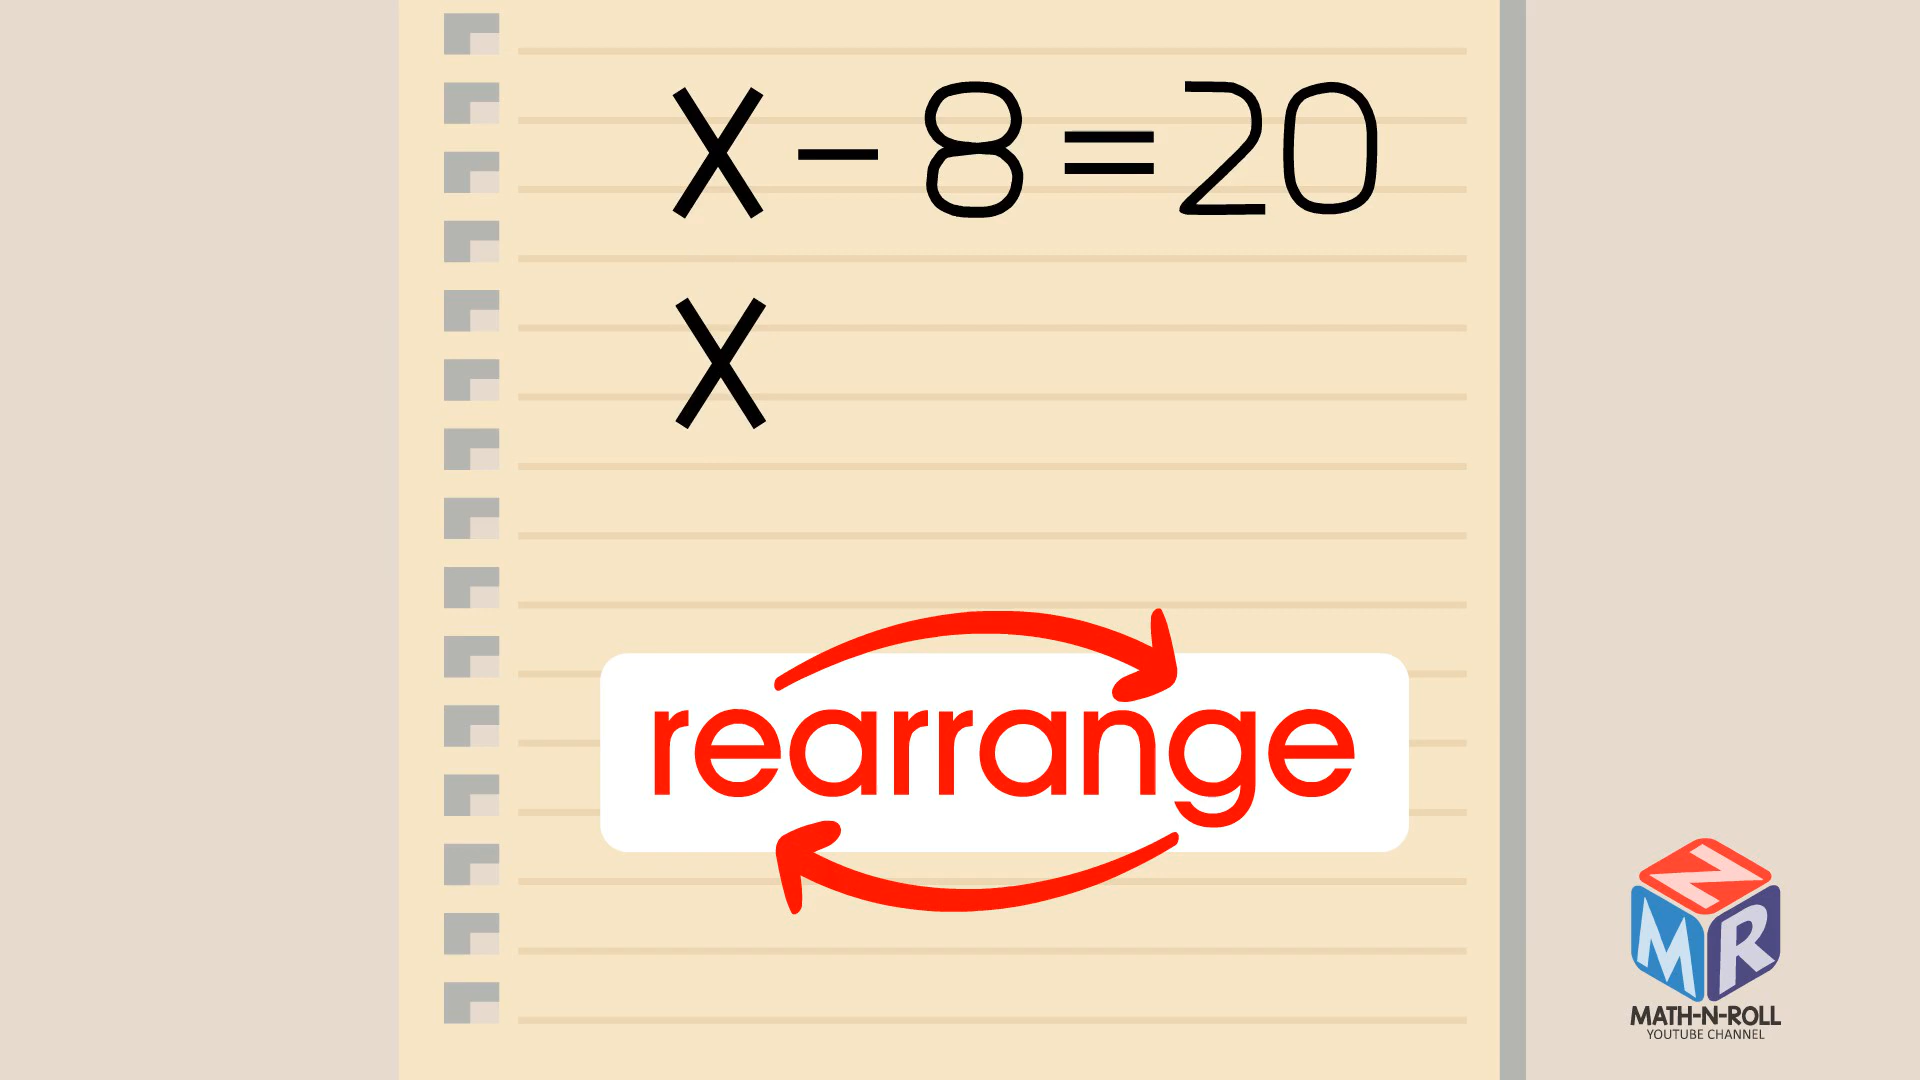 X - 8 = 20
X
rearrange
M N R
MATH-N-ROLL
YOUTUBE CHANNEL